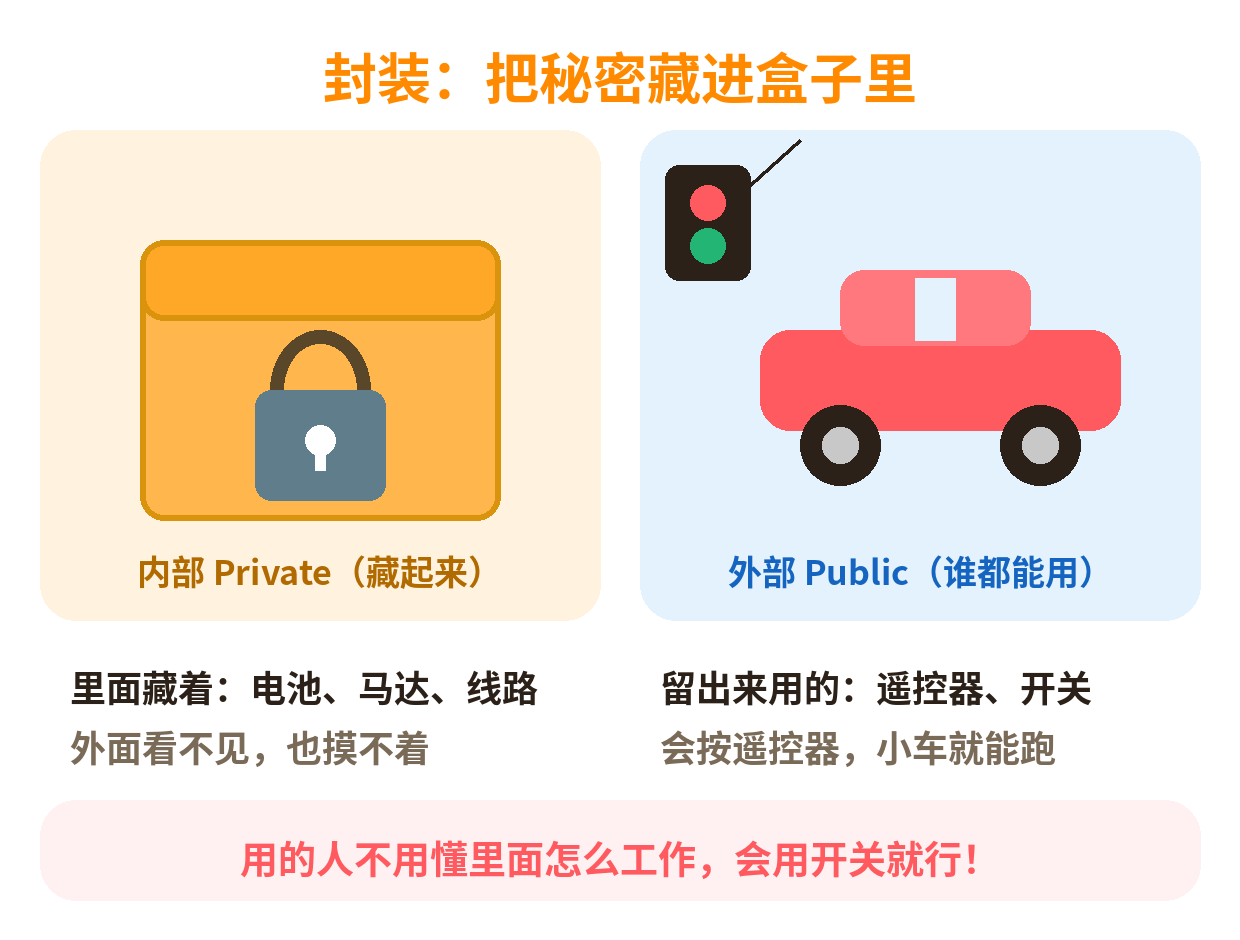 封装：把秘密藏进盒子里
内部 Private（藏起来）
外部 Public（谁都能用）
里面藏着：电池、马达、线路
外面看不见，也摸不着
留出来用的：遥控器、开关
会按遥控器，小车就能跑
用的人不用懂里面怎么工作，会用开关就行！